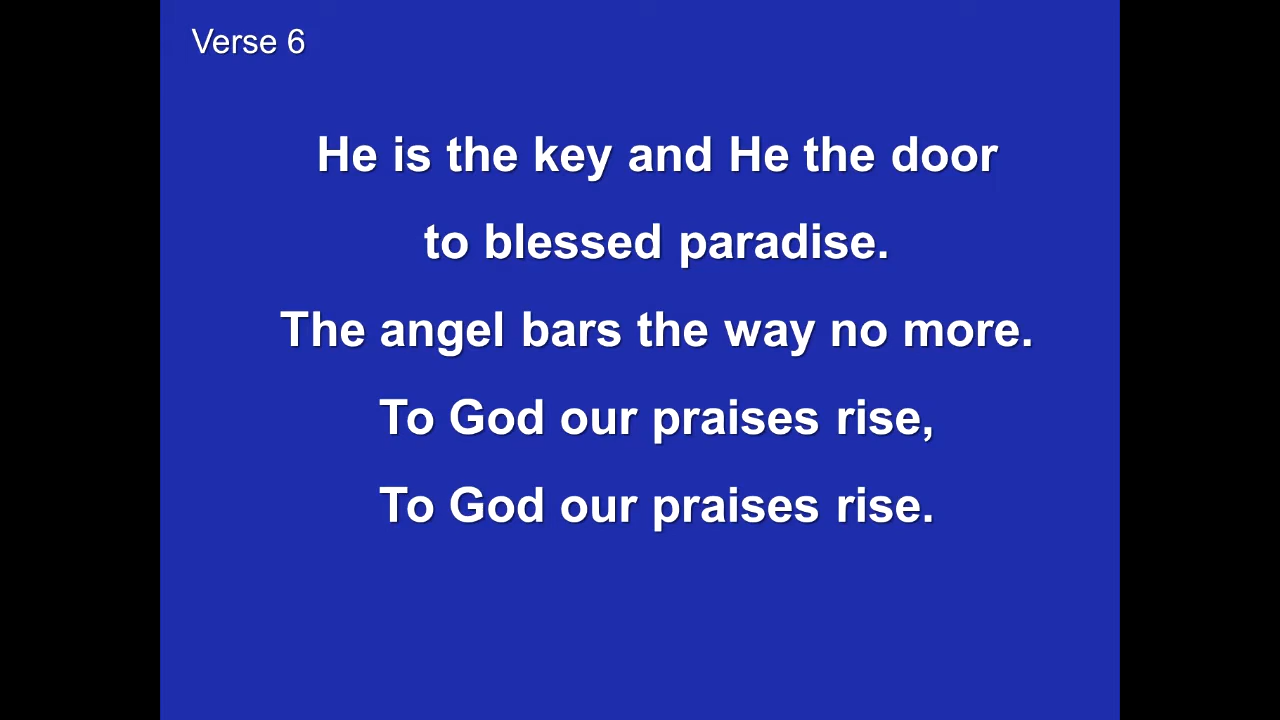 Verse 6
He is the key and He the door
to blessed paradise.
The angel bars the way no more.
To God our praises rise,
To God our praises rise.